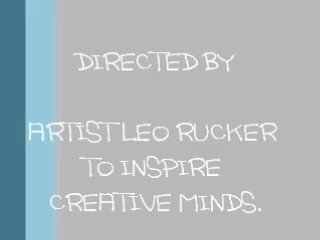 DIRECTED BY
ARTIST LEO RUCKER
TO INSPIRE
CREATIVE MINDS.